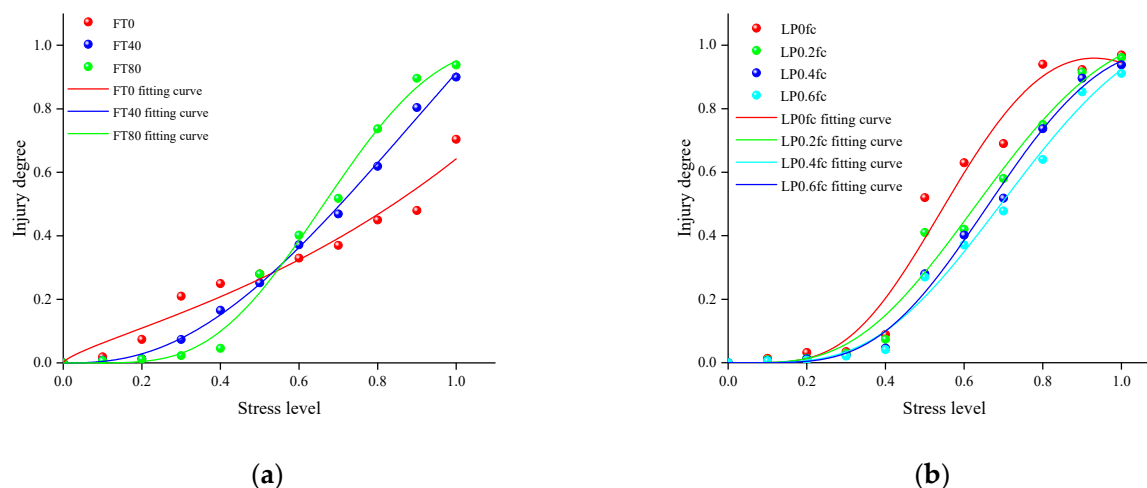 FT0
FT40
FT80
FT0 fitting curve
FT40 fitting curve
FT80 fitting curve
1.0
0.8
0.6
0.4
0.2
0.0
Injury degree
0.0 0.2 0.4 0.6 0.8 1.0
Stress level
(a)
LP0fc
LP0.2fc
LP0.4fc
LP0.6fc
LP0fc fitting curve
LP0.2fc fitting curve
LP0.4fc fitting curve
LP0.6fc fitting curve
1.0
0.8
0.6
0.4
0.2
0.0
Injury degree
0.0 0.2 0.4 0.6 0.8 1.0
Stress level
(b)